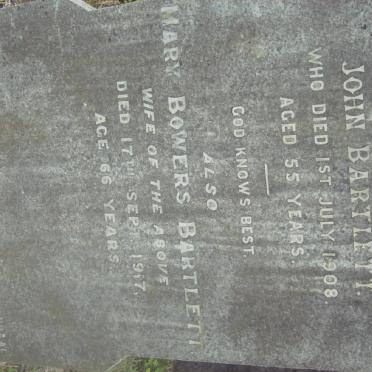 JOHN BARTLETT
WHO DIED 1ST JULY 1908.
AGED 55 YEARS
GOD KNOWS BEST
ALSO
MARY BOWERS BARTLETT
WIFE OF THE ABOVE
DIED 17TH SEPT 1917.
AGE 66 YEARS.